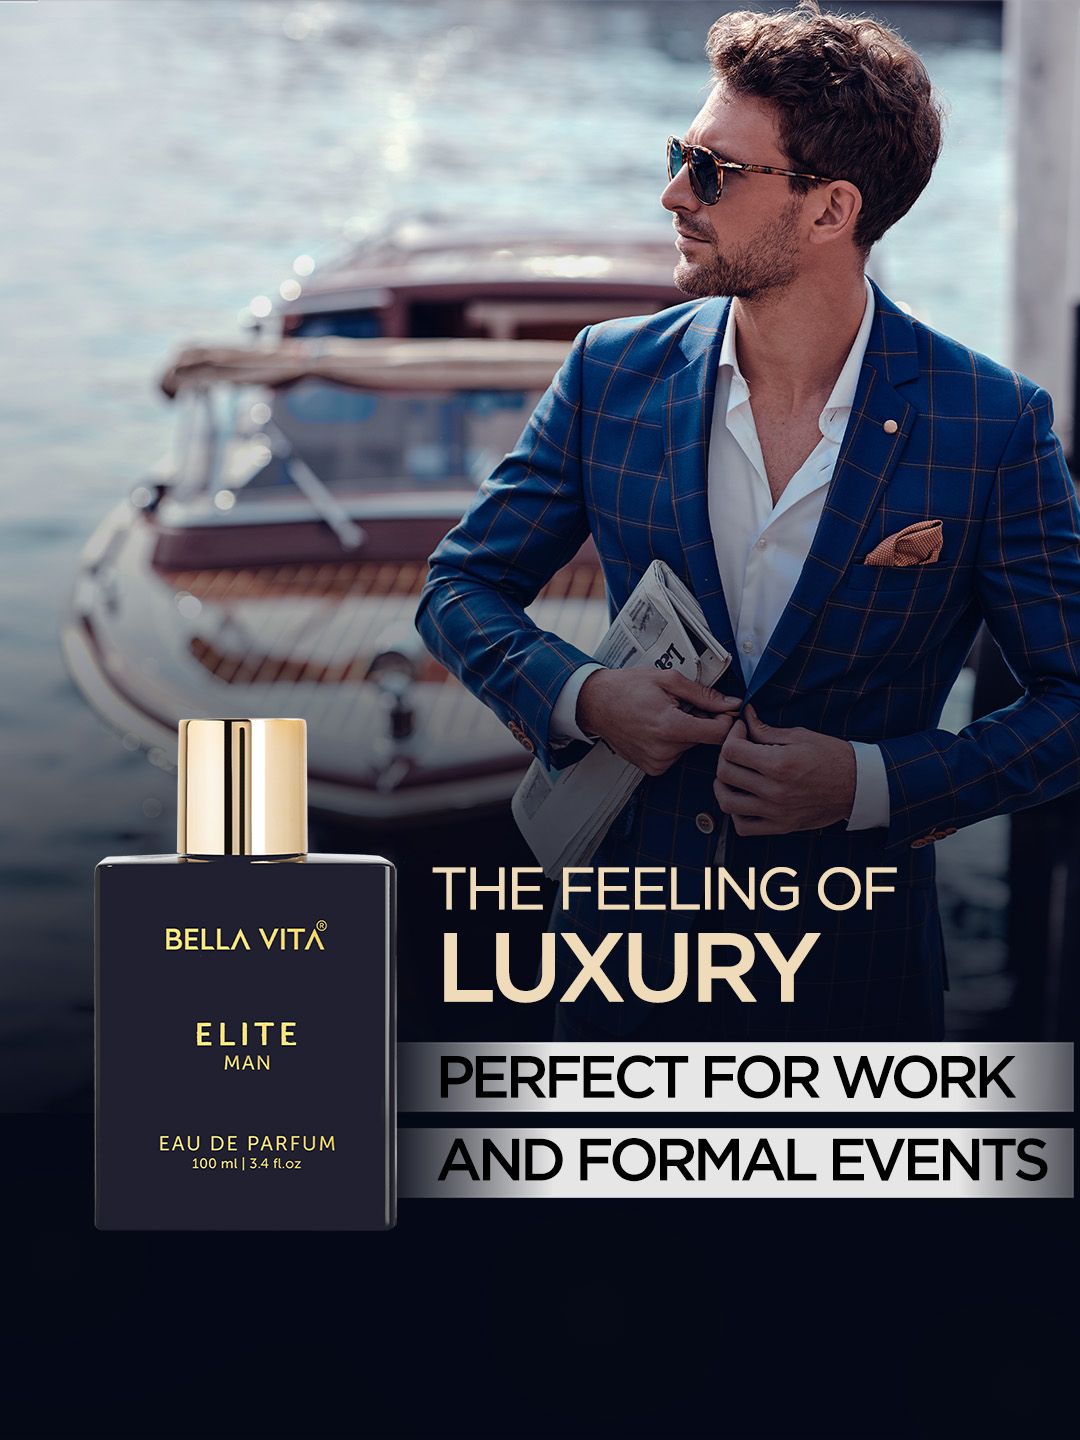 THE FEELING OF
LUXURY
PERFECT FOR WORK
AND FORMAL EVENTS
BELLA VITA®
ELITE
MAN
EAU DE PARFUM
100 ml | 3.4 fl.oz